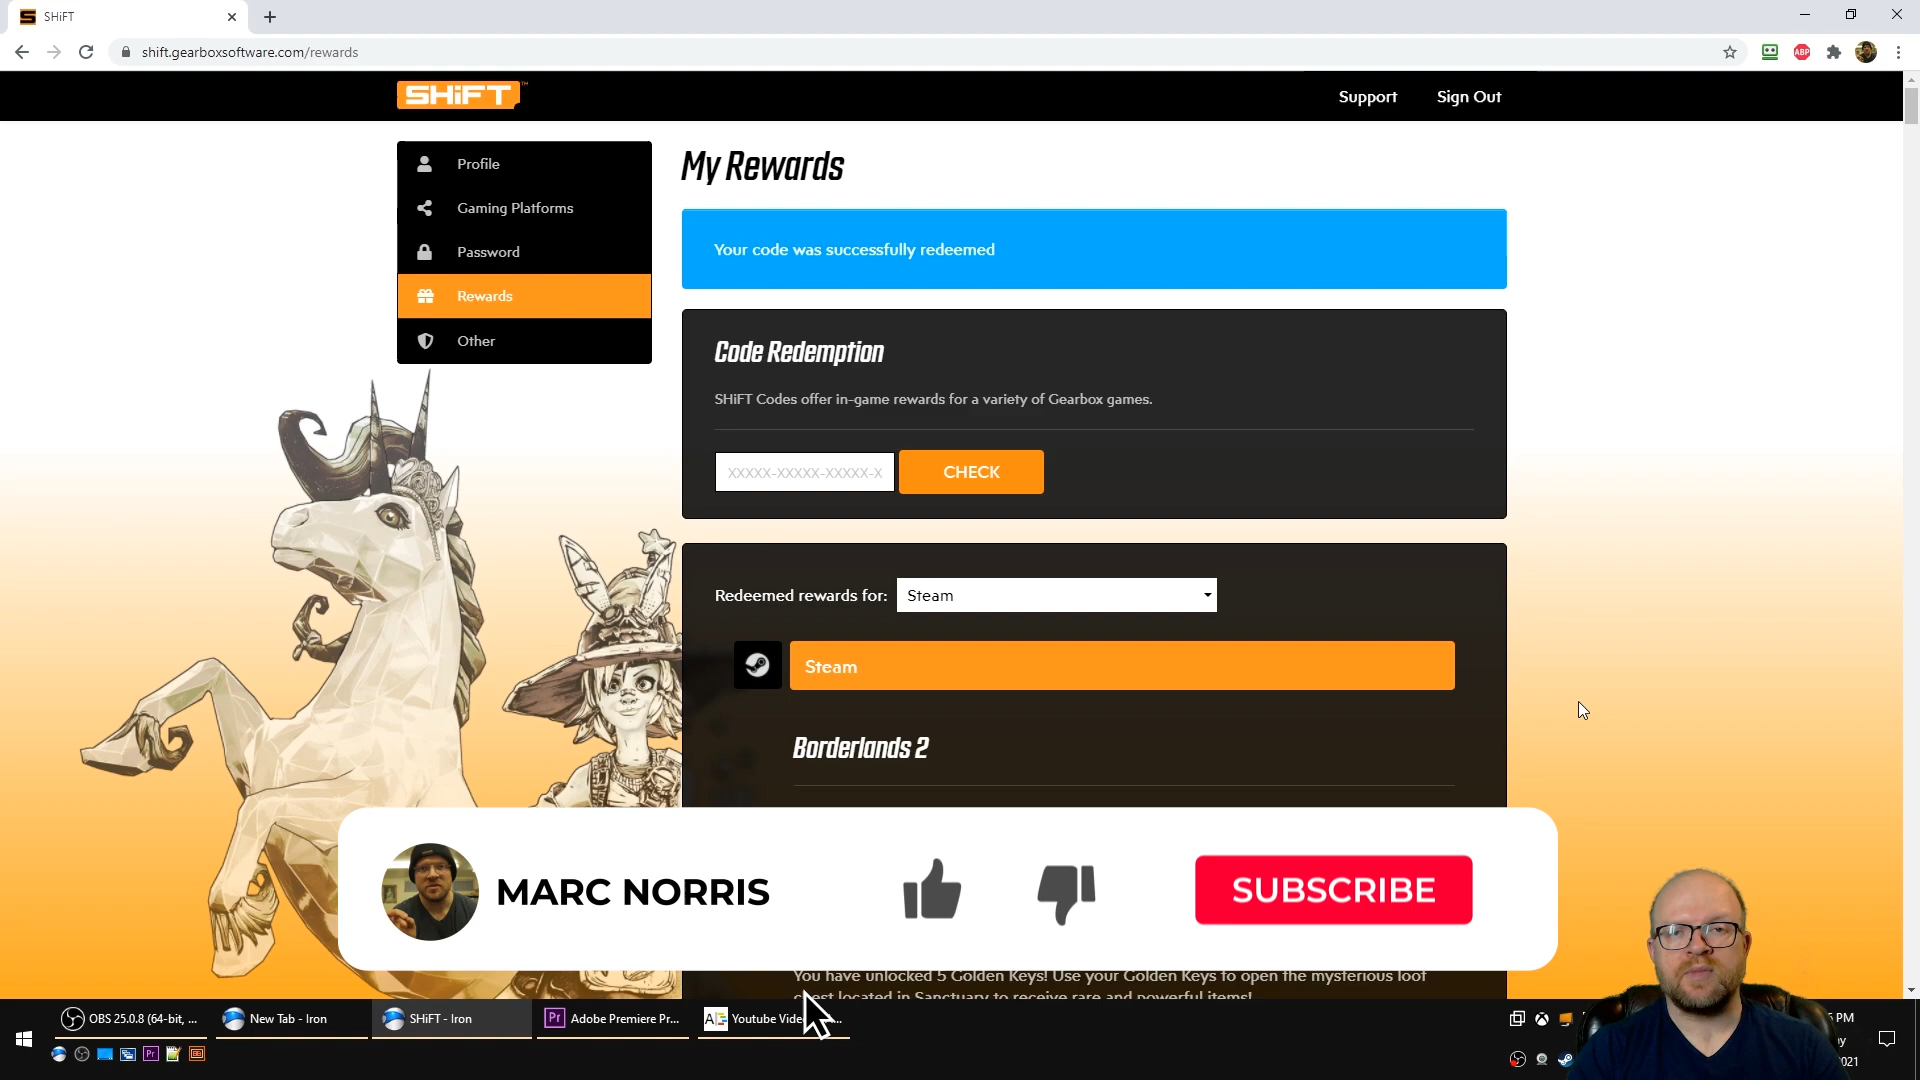 SHiFT
shift.gearboxsoftware.com/rewards
ABP
SHiFT
Support
Sign Out
Profile
Gaming Platforms
Password
Rewards
Other
My Rewards
Your code was successfully redeemed
Code Redemption
SHiFT Codes offer in-game rewards for a variety of Gearbox games.
XXXXX-XXXXX-XXXXX-X
CHECK
Redeemed rewards for:
Steam
Steam
Borderlands 2
MARC NORRIS
SUBSCRIBE
You have unlocked 5 Golden Keys! Use your Golden Keys to open the mysterious loot
chest located in Sanctuary to receive rare and powerful items!
OBS 25.0.8 (64-bit, ...
New Tab - Iron
SHiFT - Iron
Pr
Adobe Premiere Pr...
Youtube
PM